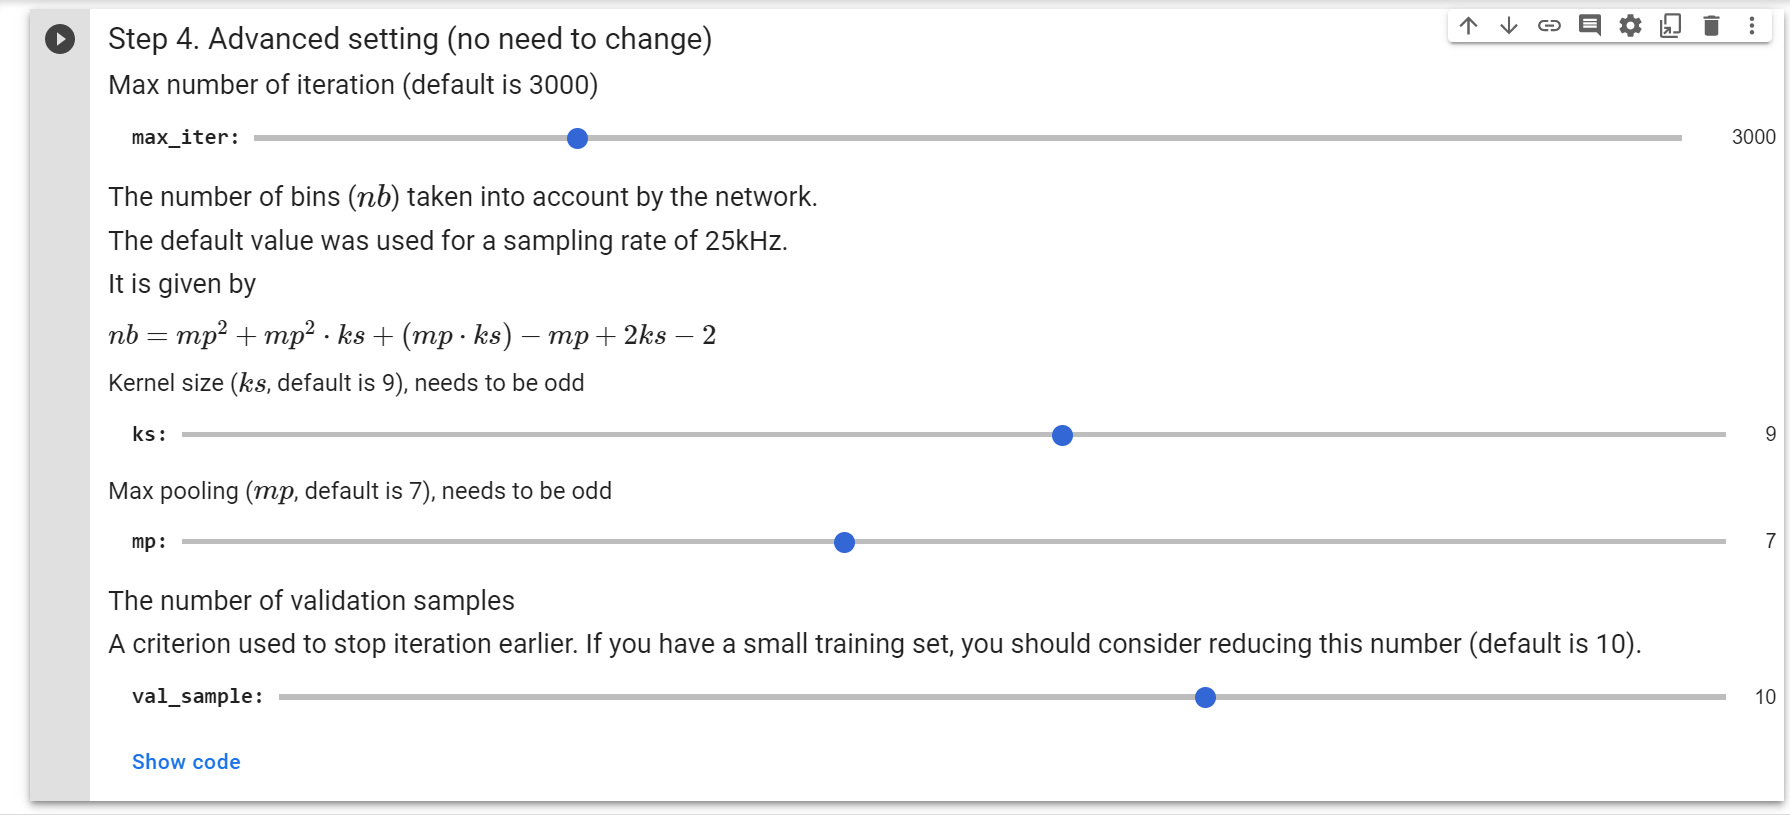 Step 4. Advanced setting (no need to change)
Max number of iteration (default is 3000)
max_iter: 3000
The number of bins (nb) taken into account by the network.
The default value was used for a sampling rate of 25kHz.
It is given by
nb = mp² + mp² · ks + (mp · ks) − mp + 2ks − 2
Kernel size (ks, default is 9), needs to be odd
ks: 9
Max pooling (mp, default is 7), needs to be odd
mp: 7
The number of validation samples
A criterion used to stop iteration earlier. If you have a small training set, you should consider reducing this number (default is 10).
val_sample: 10
Show code